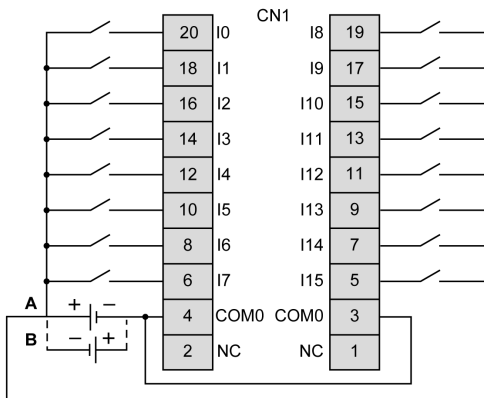 CN1
20 I0 I8 19
18 I1 I9 17
16 I2 I10 15
14 I3 I11 13
12 I4 I12 11
10 I5 I13 9
8 I6 I14 7
6 I7 I15 5
A + − 4 COM0 COM0 3
B − + 2 NC NC 1